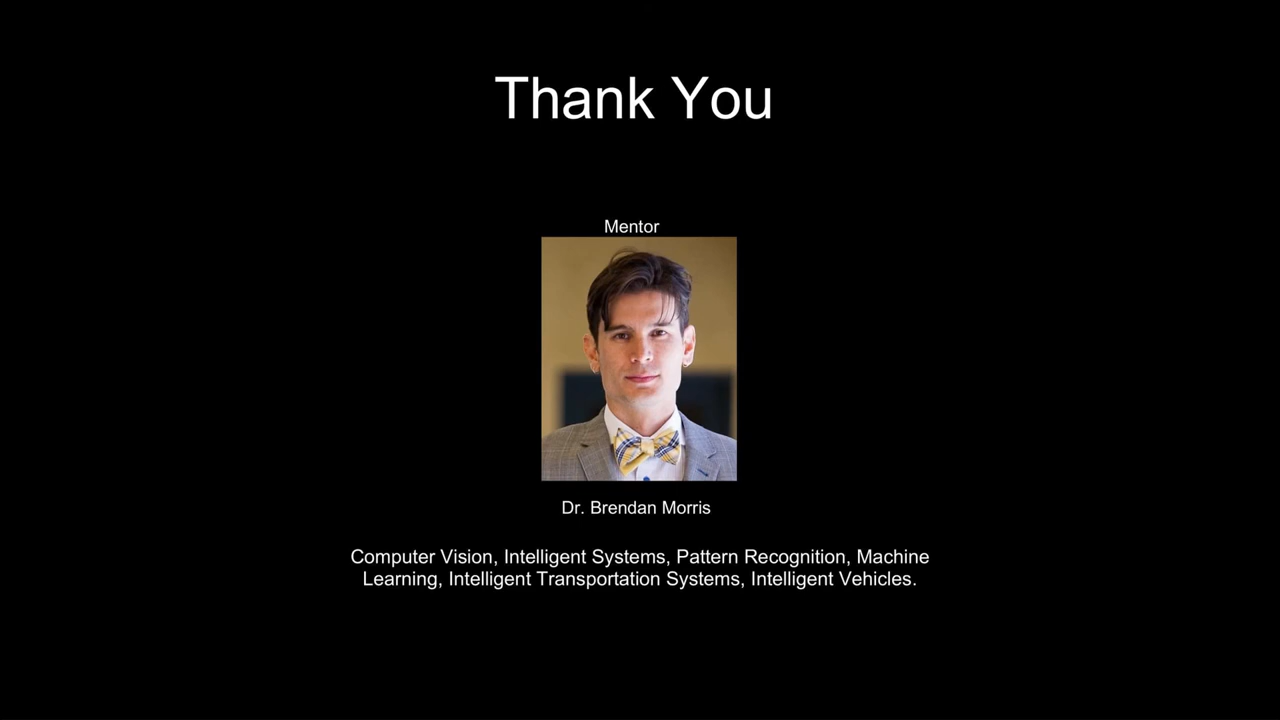 Thank You
Mentor
Dr. Brendan Morris
Computer Vision, Intelligent Systems, Pattern Recognition, Machine
Learning, Intelligent Transportation Systems, Intelligent Vehicles.